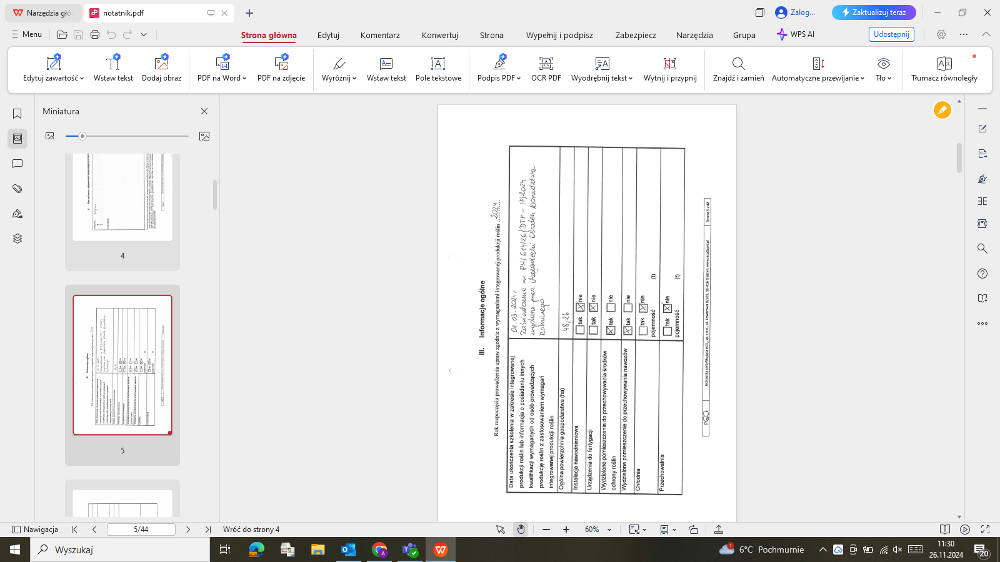 Narzędzia głó
notatnik.pdf
Zalog...
Zaktualizuj teraz
Menu
Strona główna
Edytuj
Komentarz
Konwertuj
Strona
Wypełnij i podpisz
Zabezpiecz
Narzędzia
Grupa
WPS AI
Udostępnij
Edytuj zawartość
Wstaw tekst
Dodaj obraz
PDF na Word
PDF na zdjęcie
Wyróżnij
Wstaw tekst
Pole tekstowe
Podpis PDF
OCR PDF
Wyodrębnij tekst
Wytnij i przypnij
Znajdź i zamień
Automatyczne przewijanie
Tło
Tłumacz równoległy
Miniatura
4
5
III. Informacje ogólne
Rok rozpoczęcia upraw zgodnie z wymaganiami integrowanej produkcji roślin 2024
Data ukończenia szkolenia w zakresie integrowanej
produkcji roślin lub informacja o posiadaniu innych
kwalifikacji wymaganych od osób prowadzących
produkcję roślin z zastosowaniem wymagań
integrowanej produkcji roślin
01.03.2024 r.
zaświadczenie nr PH/614/26/DTP - IP/2024
wydane przez Mazowiecki Ośrodek Doradztwa
Rolniczego
Ogólna powierzchnia gospodarstwa (ha)
48,26
Instalacja nawodnieniowa
tak nie
Urządzenia do fertygacji
tak nie
Wydzielone pomieszczenie do przechowywania środków
ochrony roślin
tak nie
Wydzielone pomieszczenie do przechowywania nawozów
tak nie
Chłodnia
tak nie
pojemność (t)
Przechowalnia
tak nie
pojemność (t)
Jednostka certyfikująca eCO₂ sp. z o.o., ul. Towarowa 9/101, 10-416 Olsztyn, www.eco2cert.pl
Strona 5 z 42
Nawigacja
5/44
Wróć do strony 4
60%
Wyszukaj
1
6°C Pochmurnie
11:30
26.11.2024
20